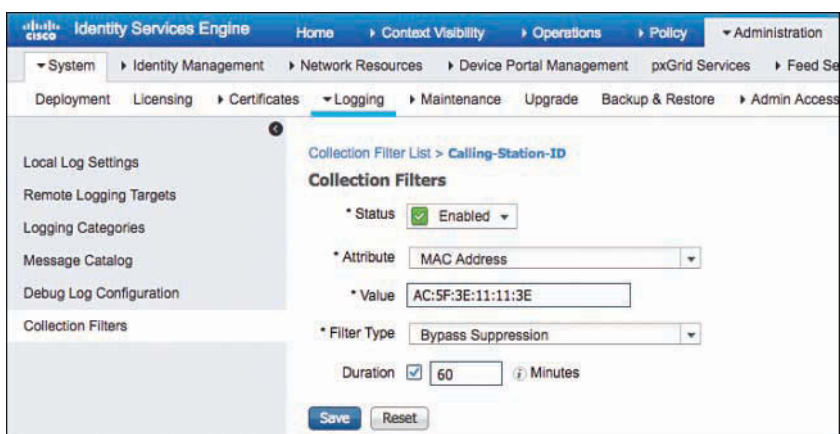 cisco Identity Services Engine Home Context Visibility Operations Policy Administration
System Identity Management Network Resources Device Portal Management pxGrid Services Feed Se
Deployment Licensing Certificates Logging Maintenance Upgrade Backup & Restore Admin Access
Local Log Settings
Remote Logging Targets
Logging Categories
Message Catalog
Debug Log Configuration
Collection Filters
Collection Filter List > Calling-Station-ID
Collection Filters
* Status Enabled
* Attribute MAC Address
* Value AC:5F:3E:11:11:3E
* Filter Type Bypass Suppression
Duration 60 i Minutes
Save Reset